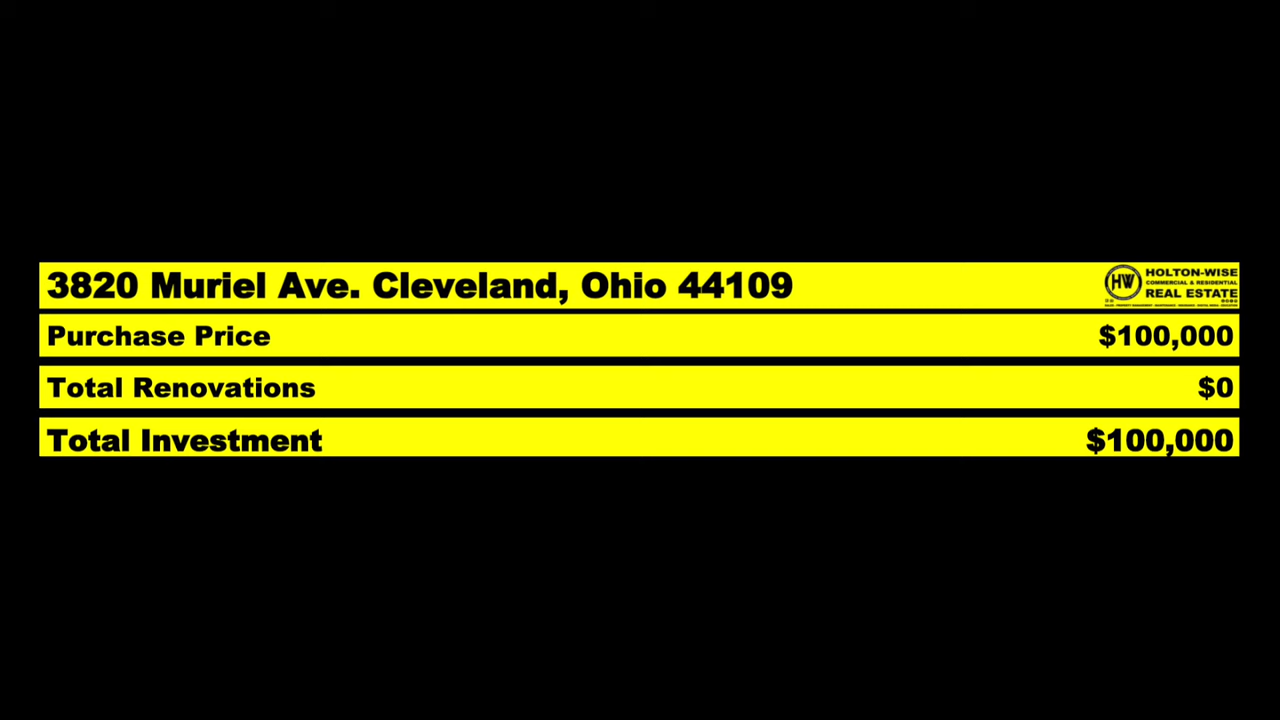 3820 Muriel Ave. Cleveland, Ohio 44109
HOLTON-WISE
COMMERCIAL & RESIDENTIAL
REAL ESTATE
HW
Purchase Price $100,000
Total Renovations $0
Total Investment $100,000